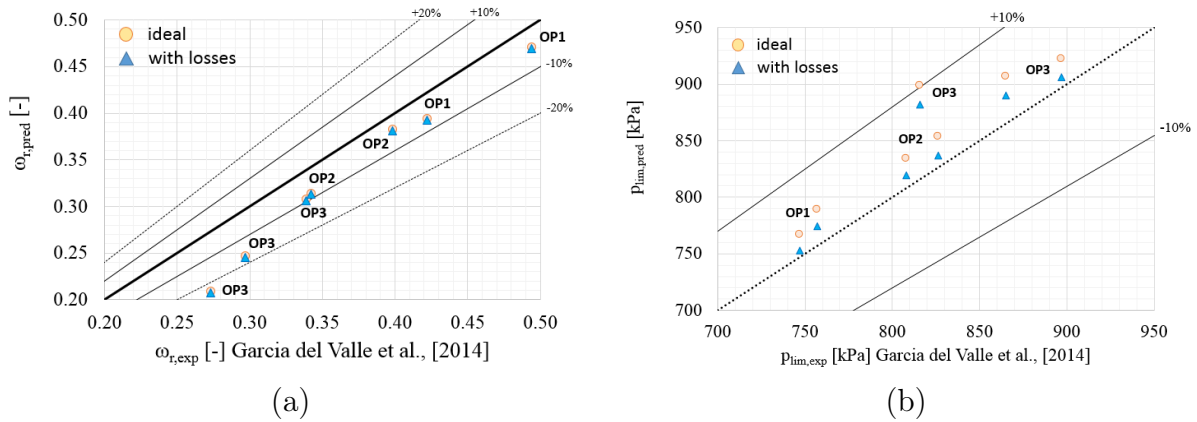 +20%
+10%
0.50
ideal
with losses
OP1
0.45
-10%
0.40
OP1
-20%
OP2
0.35
OP2
0.30
OP3
0.25
OP3
OP3
0.20
0.20 0.25 0.30 0.35 0.40 0.45 0.50
ω_r,pred [-]
ω_r,exp [-] Garcia del Valle et al., [2014]
(a)
+10%
950
ideal
with losses
OP3
900
OP3
850
OP2
-10%
800
OP1
750
700
700 750 800 850 900 950
p_lim,pred [kPa]
p_lim,exp [kPa] Garcia del Valle et al., [2014]
(b)